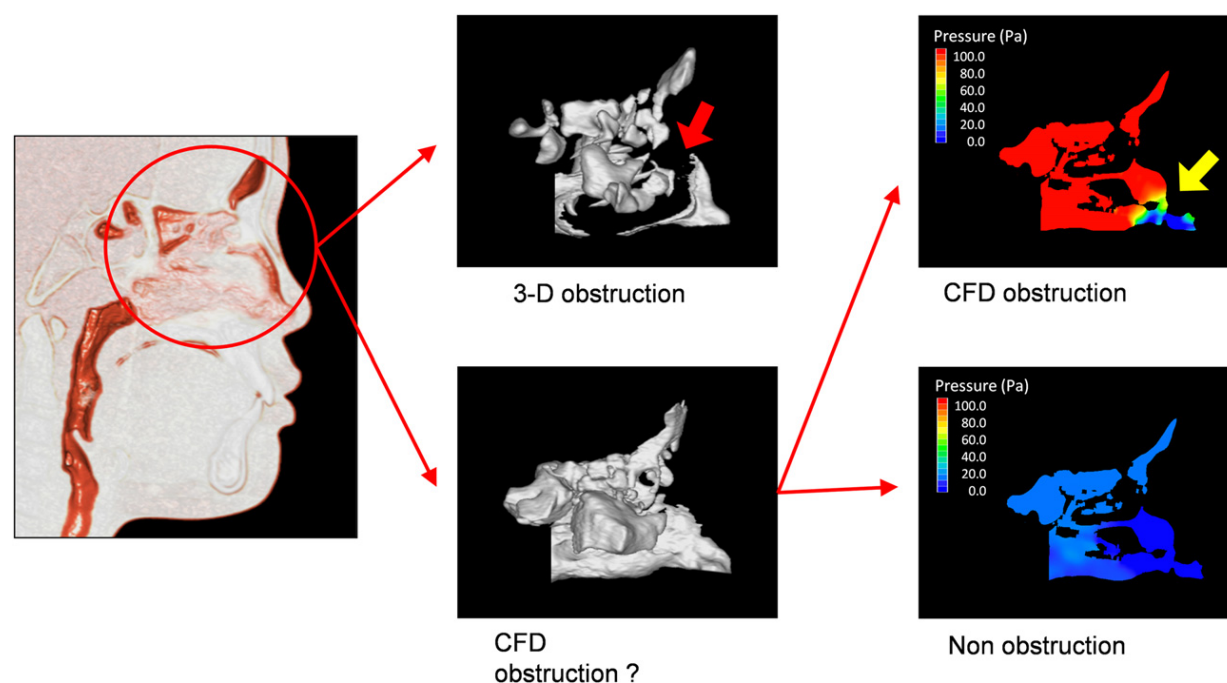 3-D obstruction
CFD
obstruction ?
Pressure (Pa)
100.0
80.0
60.0
40.0
20.0
0.0
CFD obstruction
Pressure (Pa)
100.0
80.0
60.0
40.0
20.0
0.0
Non obstruction